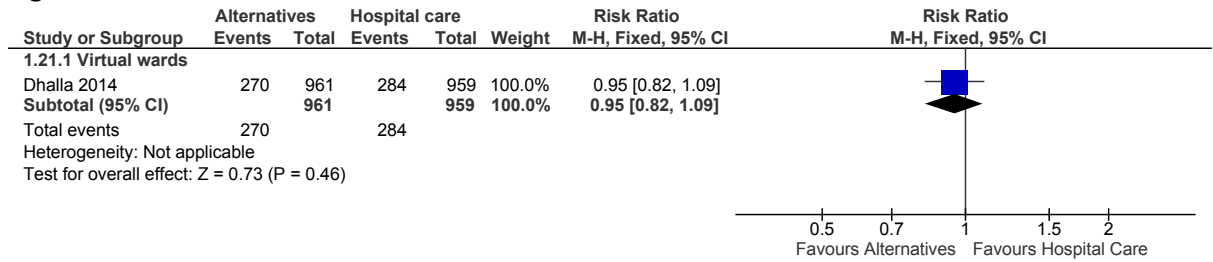 Alternatives Hospital care Risk Ratio Risk Ratio
Study or Subgroup Events Total Events Total Weight M-H, Fixed, 95% CI M-H, Fixed, 95% CI
1.21.1 Virtual wards
Dhalla 2014 270 961 284 959 100.0% 0.95 [0.82, 1.09]
Subtotal (95% CI) 961 959 100.0% 0.95 [0.82, 1.09]
Total events 270 284
Heterogeneity: Not applicable
Test for overall effect: Z = 0.73 (P = 0.46)
0.5 0.7 1 1.5 2
Favours Alternatives Favours Hospital Care